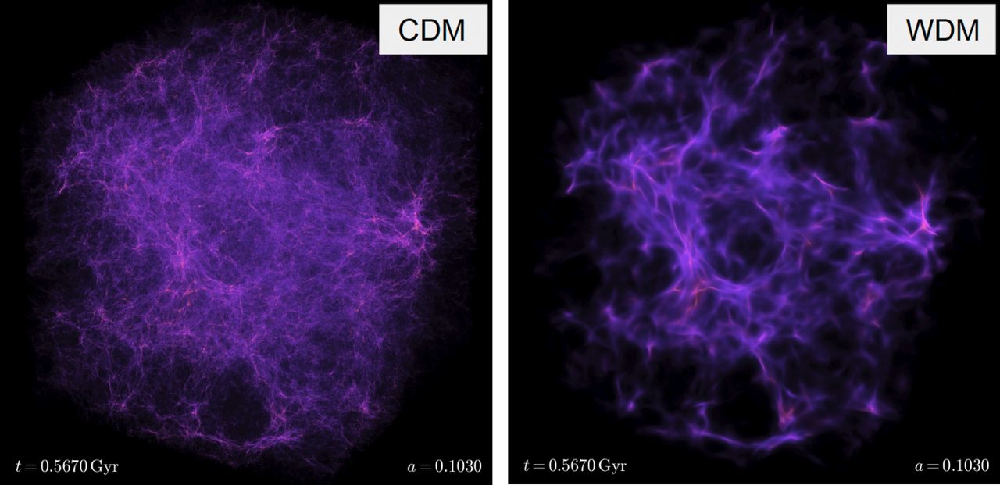 CDM
WDM
t = 0.5670 Gyr
a = 0.1030
t = 0.5670 Gyr
a = 0.1030